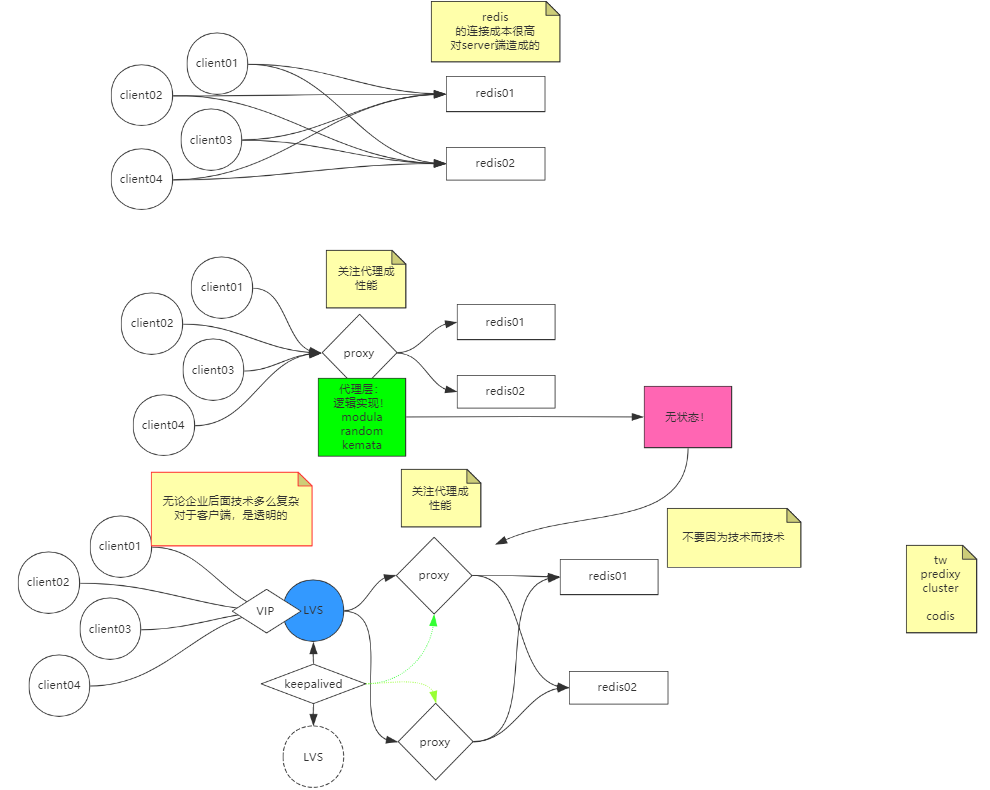 redis
的连接成本很高
对server端造成的
client01
client02
client03
client04
redis01
redis02
关注代理成
性能
client01
client02
client03
client04
proxy
redis01
redis02
代理层:
逻辑实现!
modula
random
kemata
无状态!
无论企业后面技术多么复杂
对于客户端,是透明的
关注代理成
性能
不要因为技术而技术
client01
client02
client03
client04
VIP
LVS
keepalived
LVS
proxy
proxy
redis01
redis02
tw
predixy
cluster
codis